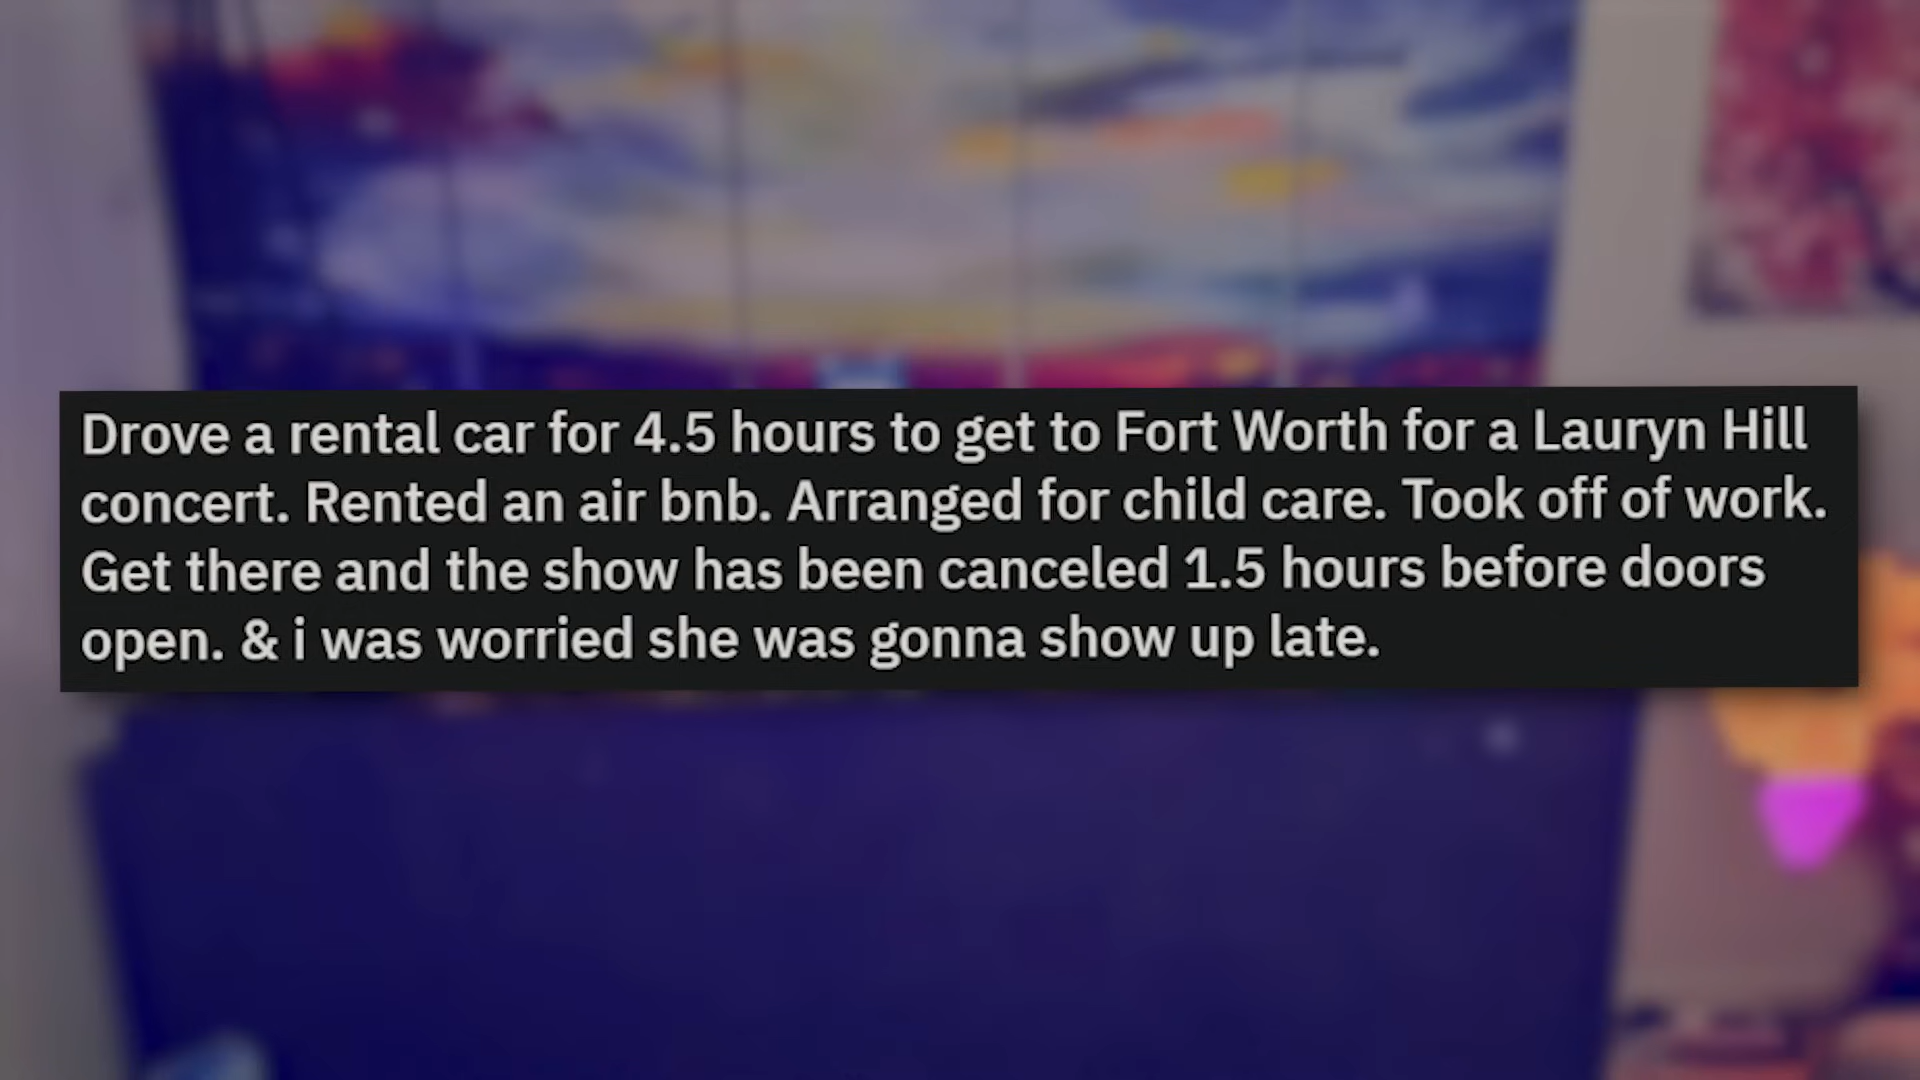 Drove a rental car for 4.5 hours to get to Fort Worth for a Lauryn Hill
concert. Rented an air bnb. Arranged for child care. Took off of work.
Get there and the show has been canceled 1.5 hours before doors
open. & i was worried she was gonna show up late.